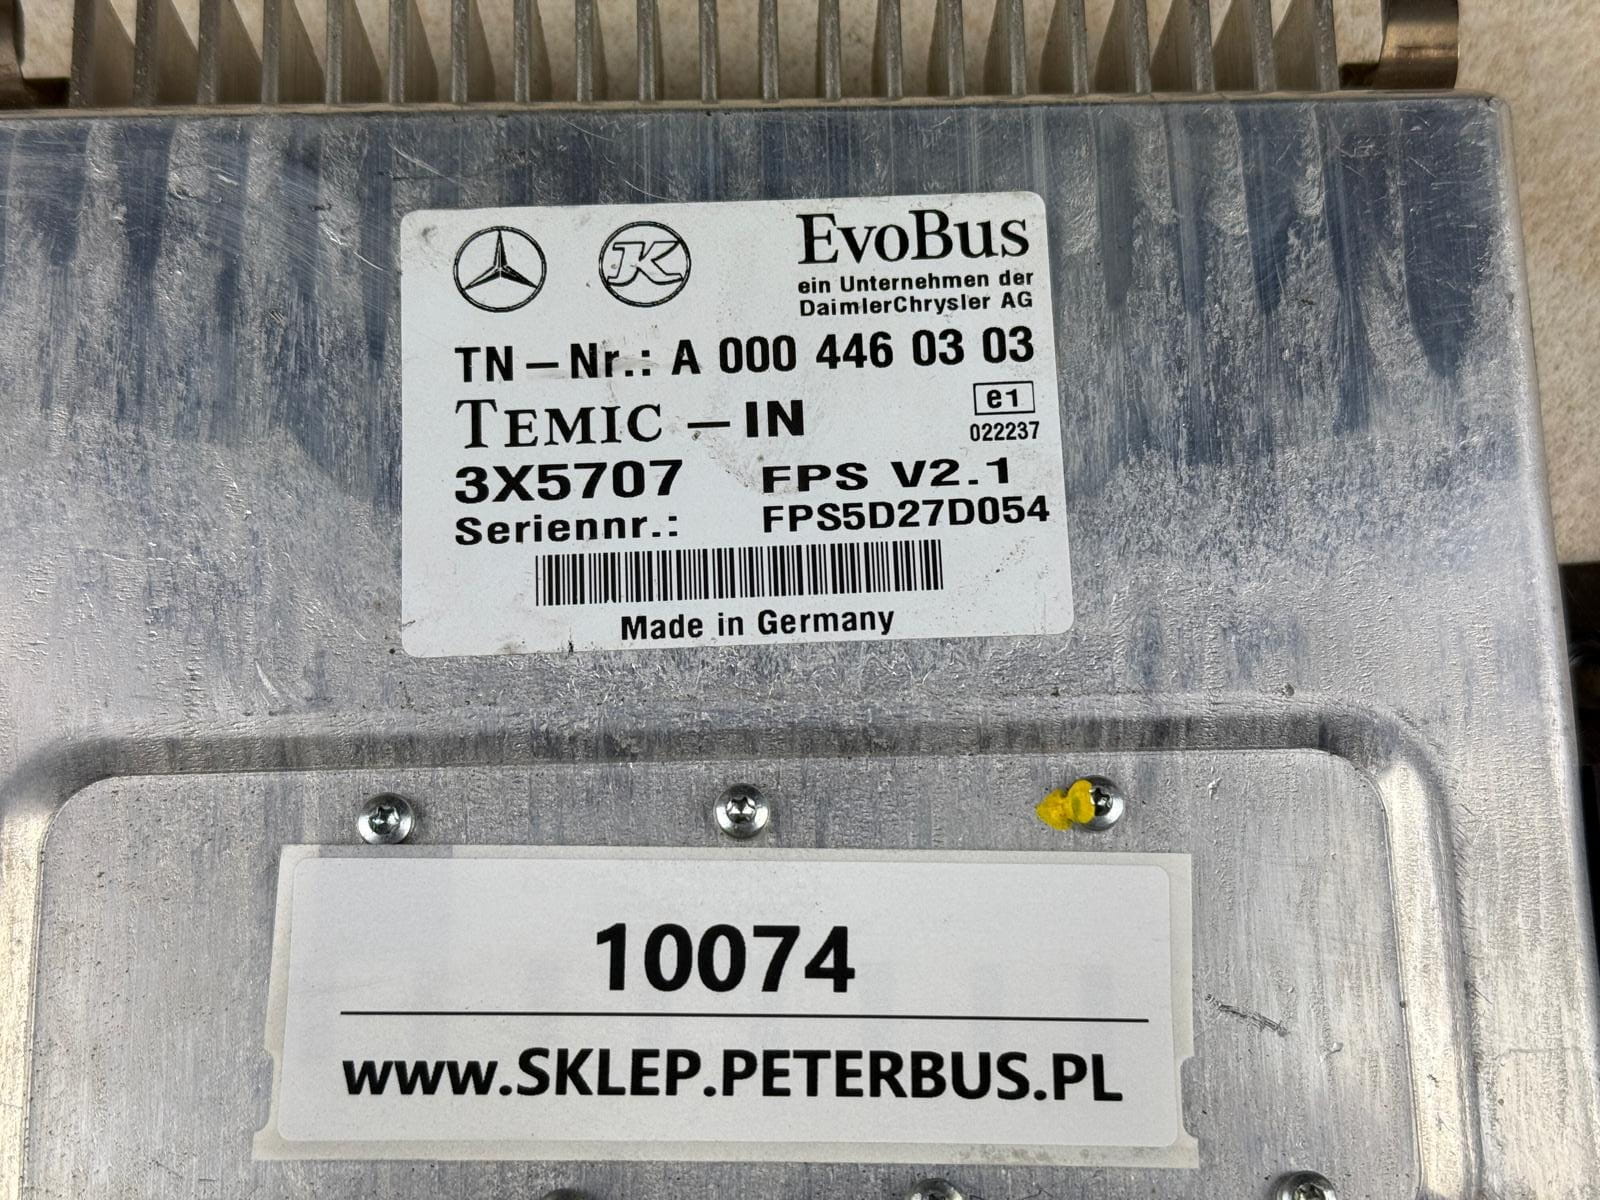 K
EvoBus
ein Unternehmen der
DaimlerChrysler AG
TN-Nr.: A 000 446 03 03
TEMIC -IN
e1
022237
3X5707 FPS V2.1
Seriennr.: FPS5D27D054
Made in Germany
10074
www.SKLEP.PETERBUS.PL